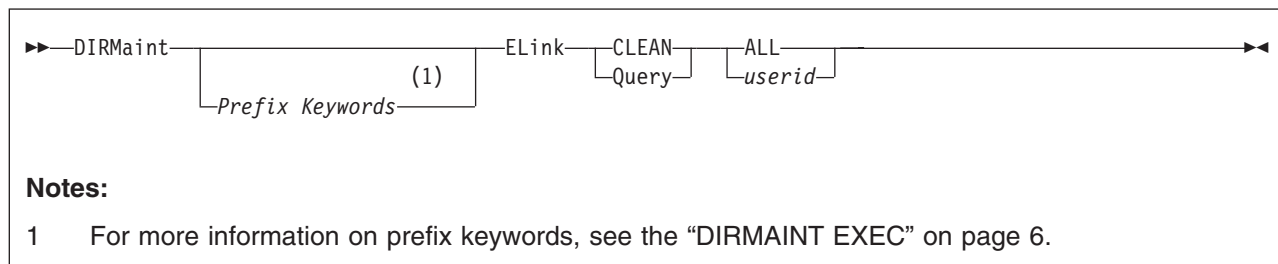 ►►—DIRMaint— —ELink— —CLEAN— —ALL— —►◄
(1) Query userid
Prefix Keywords
Notes:
1 For more information on prefix keywords, see the “DIRMAINT EXEC” on page 6.